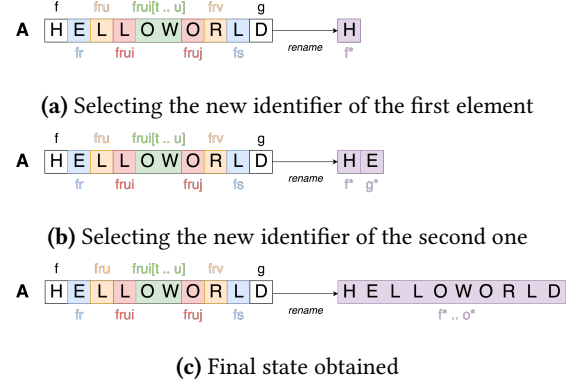 f fru frui[t .. u] frv g
A H E L L O W O R L D rename H
fr frui fruj fs f*
(a) Selecting the new identifier of the first element
f fru frui[t .. u] frv g
A H E L L O W O R L D rename H E
fr frui fruj fs f* g*
(b) Selecting the new identifier of the second one
f fru frui[t .. u] frv g
A H E L L O W O R L D rename H E L L O W O R L D
fr frui fruj fs f* .. o*
(c) Final state obtained